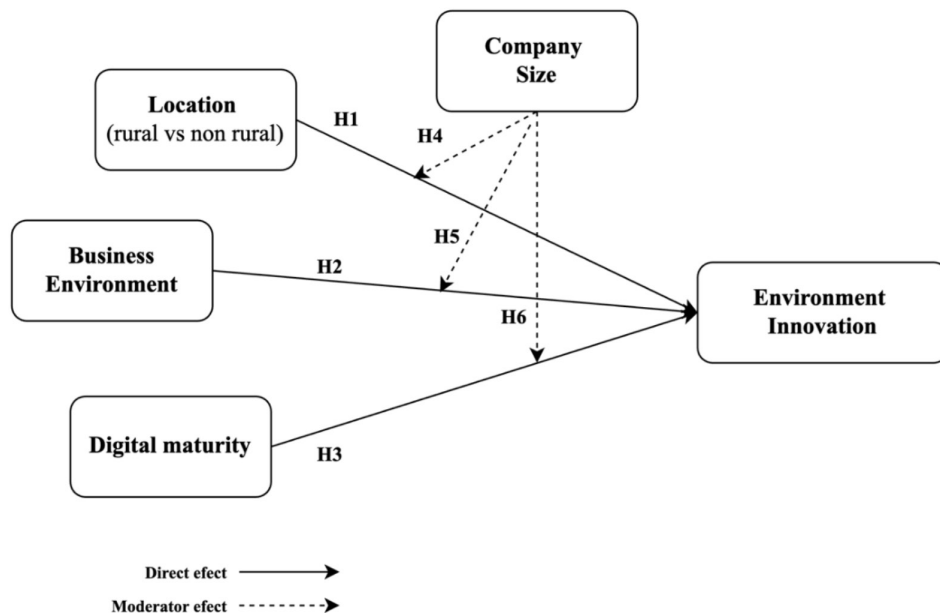 Company
Size
Location
(rural vs non rural)
H1
H4
Business
Environment
H5
H2
Environment
Innovation
H6
Digital maturity
H3
Direct efect
Moderator efect